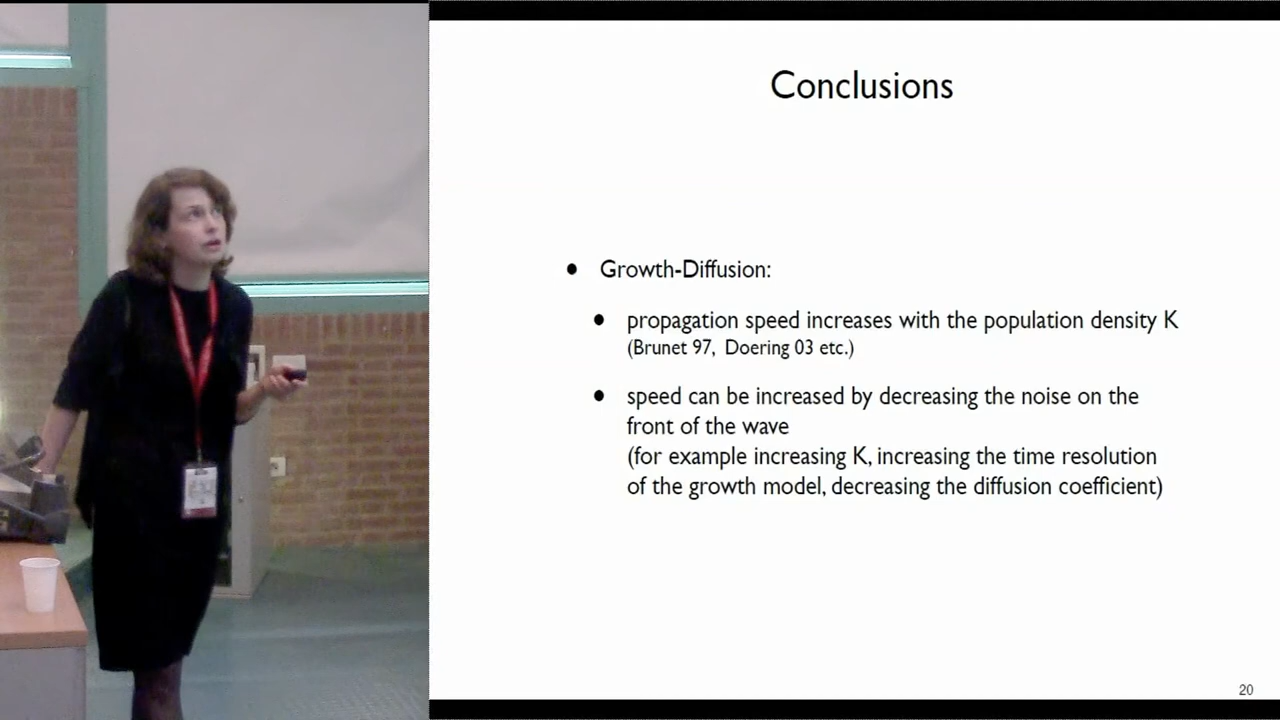 Conclusions
• Growth-Diffusion:
• propagation speed increases with the population density K
(Brunet 97, Doering 03 etc.)
• speed can be increased by decreasing the noise on the
front of the wave
(for example increasing K, increasing the time resolution
of the growth model, decreasing the diffusion coefficient)
20